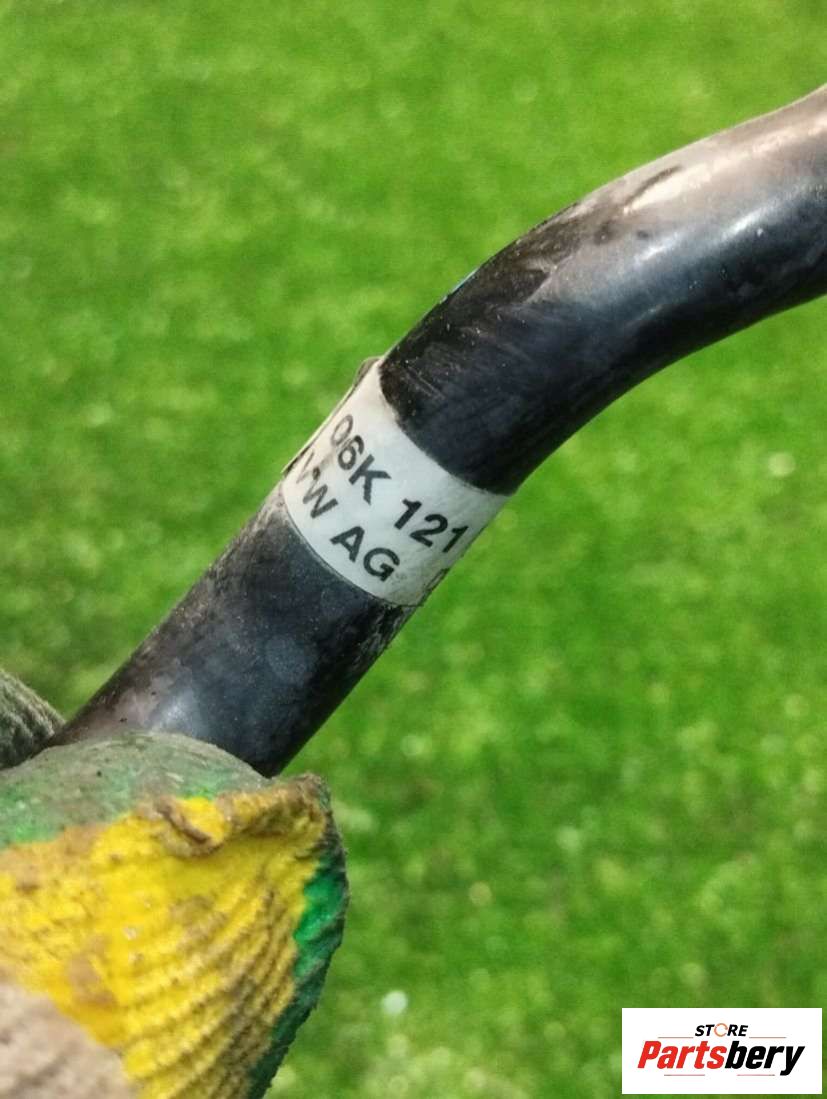 06K 121
VW AG
STORE
Partsbery